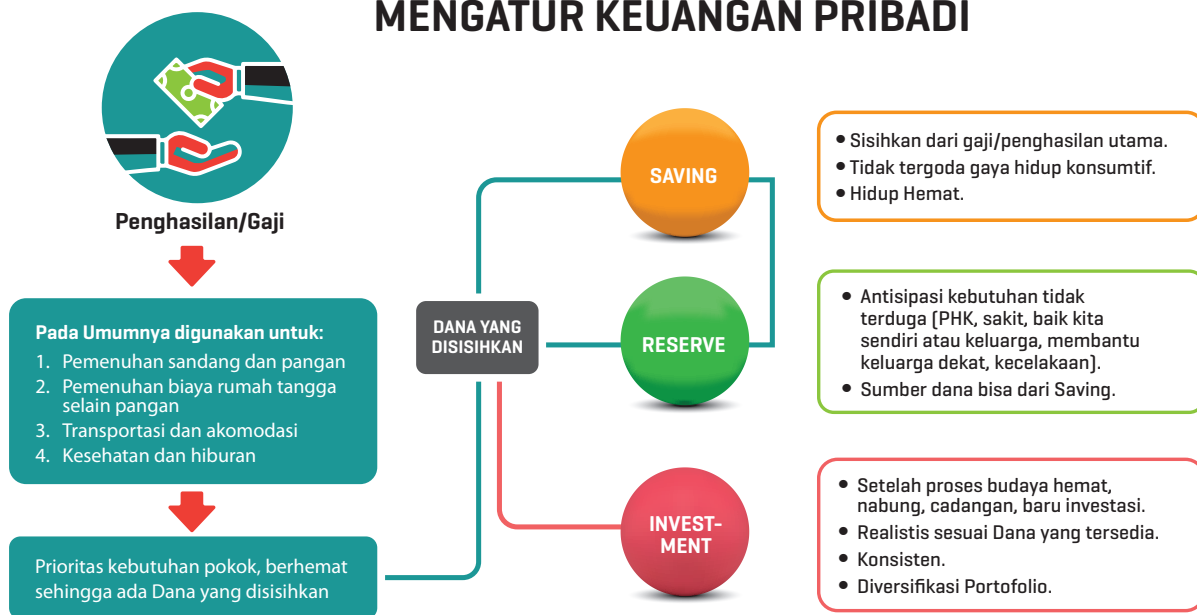 MENGATUR KEUANGAN PRIBADI
Penghasilan/Gaji
Pada Umumnya digunakan untuk:
1. Pemenuhan sandang dan pangan
2. Pemenuhan biaya rumah tangga
selain pangan
3. Transportasi dan akomodasi
4. Kesehatan dan hiburan
Prioritas kebutuhan pokok, berhemat
sehingga ada Dana yang disisihkan
DANA YANG
DISISIHKAN
SAVING
• Sisihkan dari gaji/penghasilan utama.
• Tidak tergoda gaya hidup konsumtif.
• Hidup Hemat.
RESERVE
• Antisipasi kebutuhan tidak
terduga (PHK, sakit, baik kita
sendiri atau keluarga, membantu
keluarga dekat, kecelakaan).
• Sumber dana bisa dari Saving.
INVEST-
MENT
• Setelah proses budaya hemat,
nabung, cadangan, baru investasi.
• Realistis sesuai Dana yang tersedia.
• Konsisten.
• Diversifikasi Portofolio.